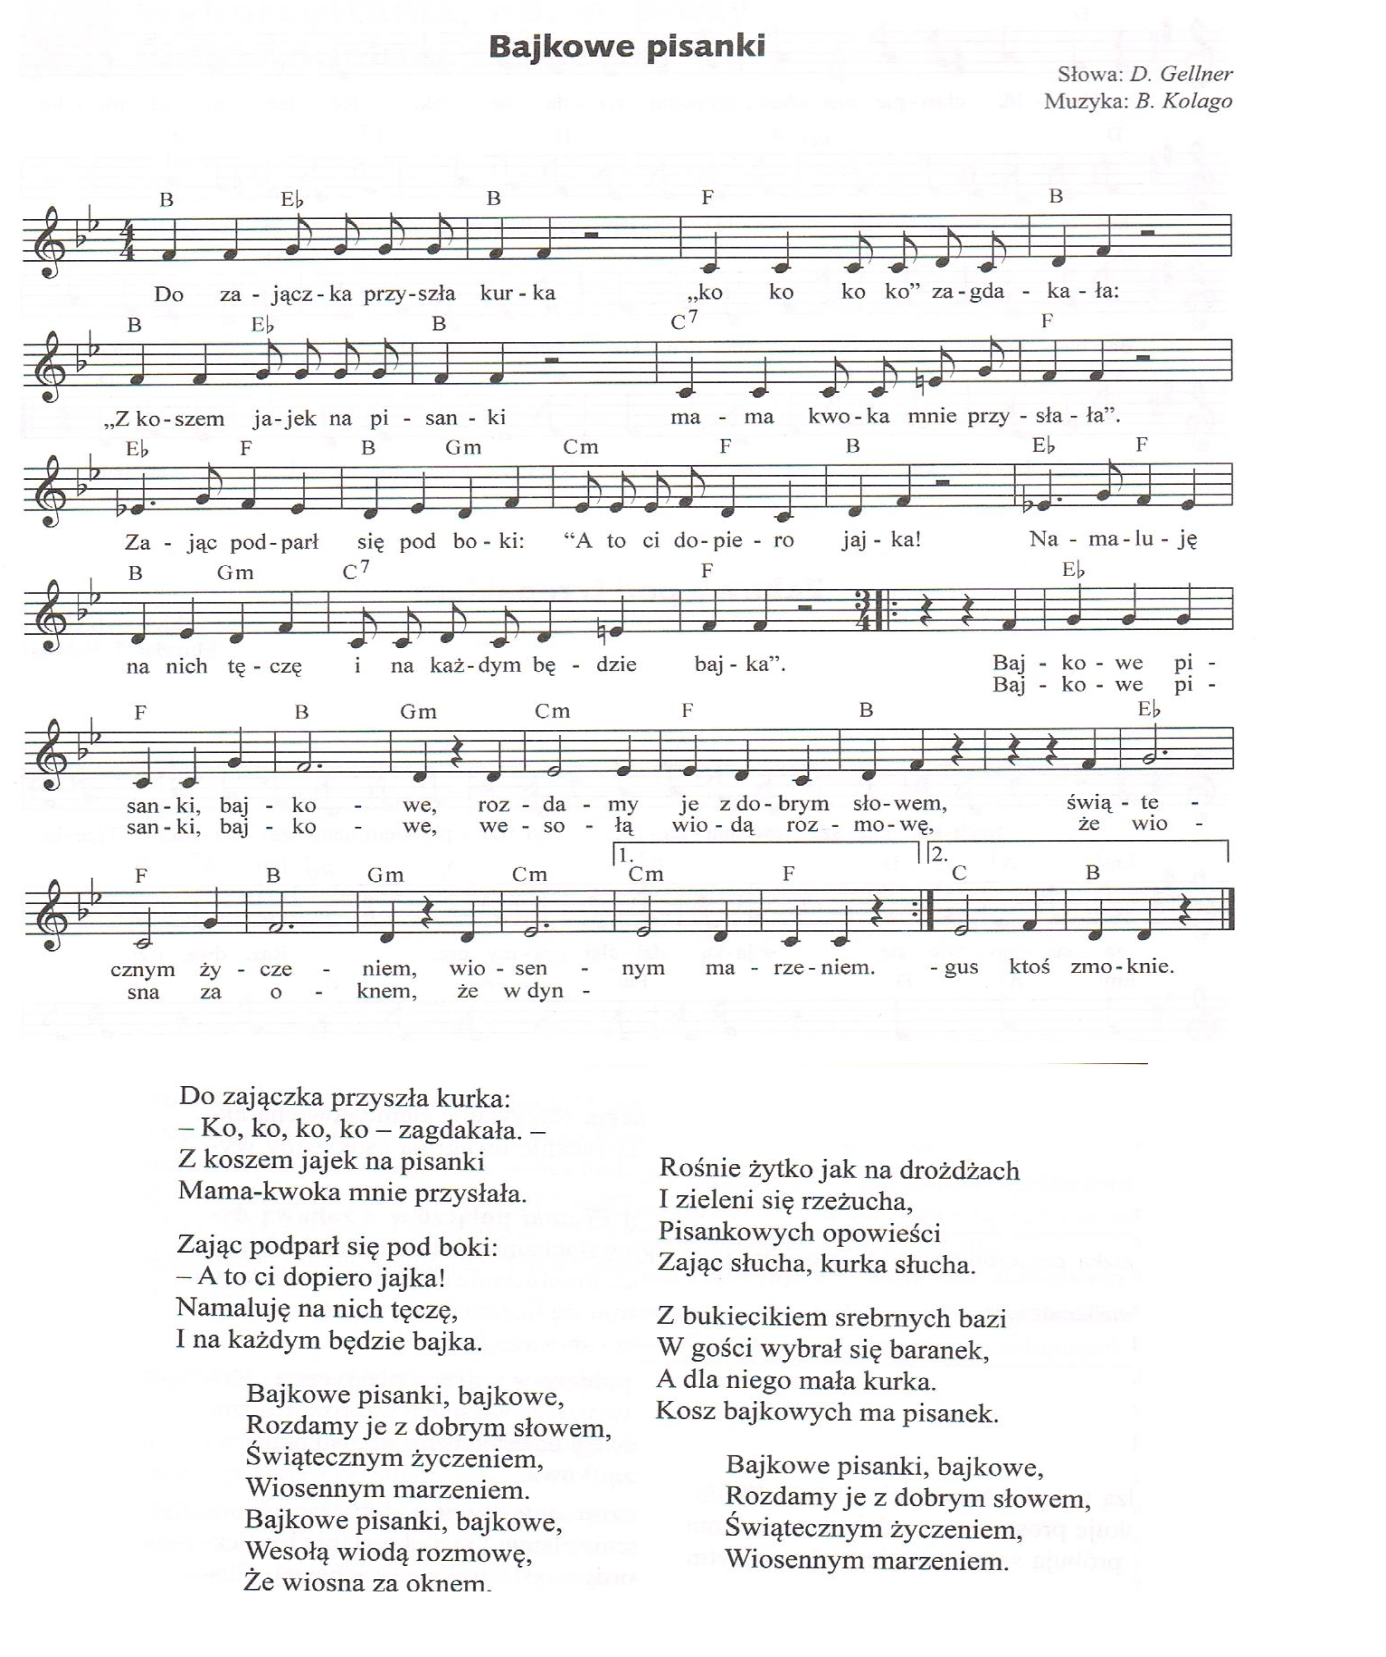 Bajkowe pisanki
Słowa: D. Gellner
Muzyka: B. Kolago
B E♭ B F B
4 4
Do za - jącz - ka przy - szła kur - ka „ko ko ko ko” za - gda - ka - ła:
B E♭ B C7 F
„Z ko - szem ja - jek na pi - san - ki ma - ma kwo - ka mnie przy - sła - ła”.
E♭ F B Gm Cm F B E♭ F
Za - jąc pod - parł się pod bo - ki: “A to ci do - pie - ro jaj - ka! Na - ma - lu - ję
B Gm C7 F E♭
3 4
na nich tę - czę i na każ - dym bę - dzie baj - ka”. Baj - ko - we pi -
Baj - ko - we pi -
F B Gm Cm F B E♭
san - ki, baj - ko - we, roz - da - my je z do - brym sło - wem, świą - te -
san - ki, baj - ko - we, we - so - łą wio - dą roz - mo - wę, że wio -
1. 2.
F B Gm Cm Cm F C B
cznym ży - cze - niem, wio - sen - nym ma - rze - niem. - gus ktoś zmo - knie.
sna za o - knem, że w dyn -
Do zajączka przyszła kurka:
– Ko, ko, ko, ko – zagdakała. –
Z koszem jajek na pisanki
Mama-kwoka mnie przysłała.
Zając podparł się pod boki:
– A to ci dopiero jajka!
Namaluję na nich tęczę,
I na każdym będzie bajka.
Bajkowe pisanki, bajkowe,
Rozdamy je z dobrym słowem,
Świątecznym życzeniem,
Wiosennym marzeniem.
Bajkowe pisanki, bajkowe,
Wesołą wiodą rozmowę,
Że wiosna za oknem.
Rośnie żytko jak na drożdżach
I zieleni się rzeżucha,
Pisankowych opowieści
Zając słucha, kurka słucha.
Z bukiecikiem srebrnych bazi
W gości wybrał się baranek,
A dla niego mała kurka.
Kosz bajkowych ma pisanek.
Bajkowe pisanki, bajkowe,
Rozdamy je z dobrym słowem,
Świątecznym życzeniem,
Wiosennym marzeniem.